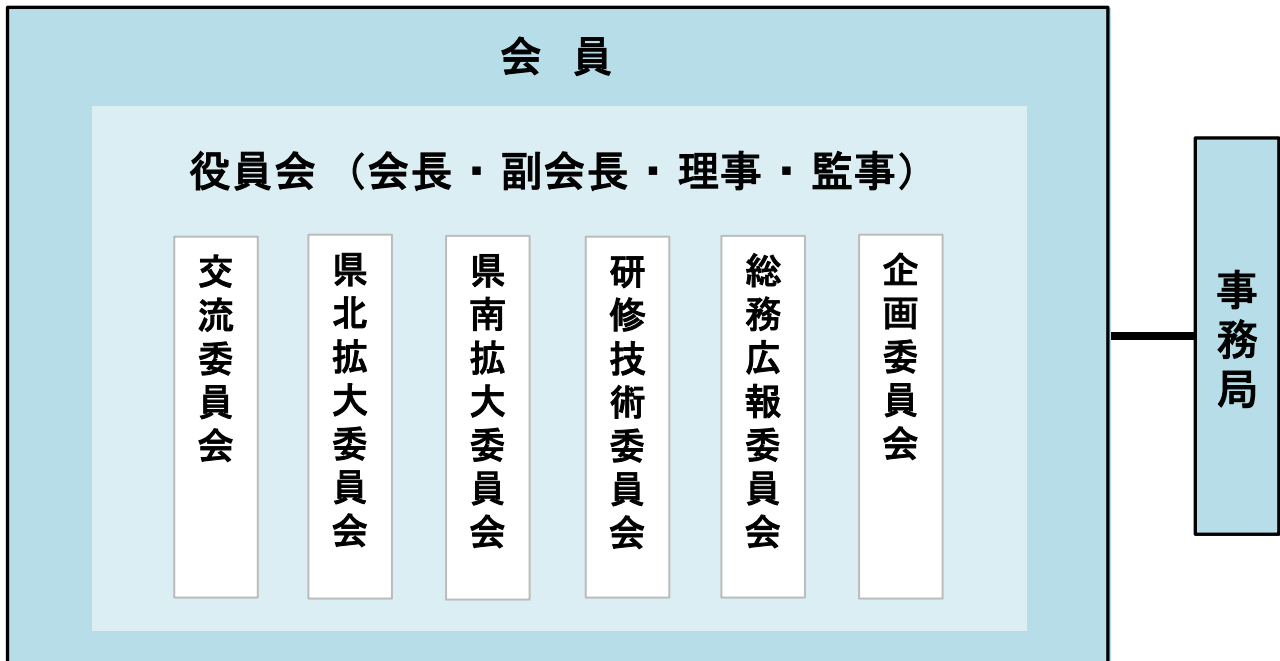 会 員
役員会 （会長・副会長・理事・監事）
交流委員会
県北拡大委員会
県南拡大委員会
研修技術委員会
総務広報委員会
企画委員会
事務局